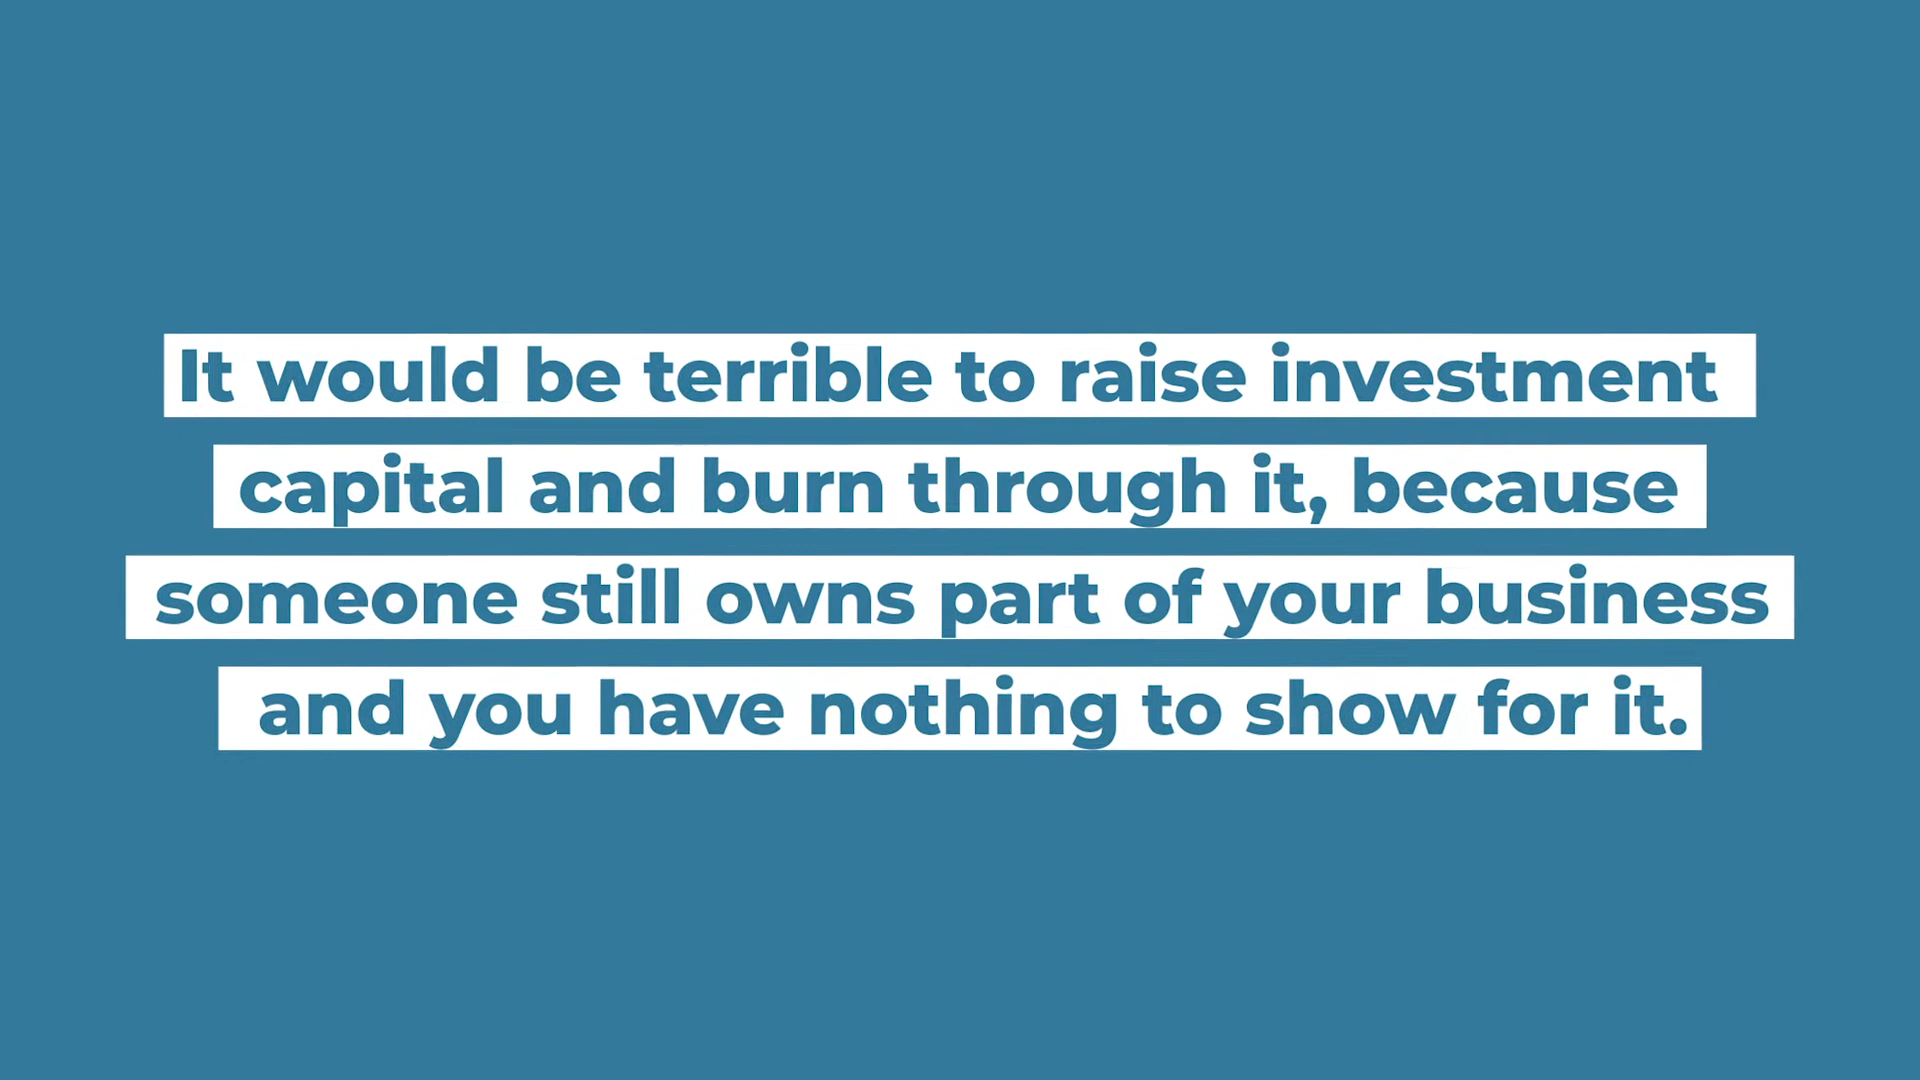 It would be terrible to raise investment
capital and burn through it, because
someone still owns part of your business
and you have nothing to show for it.